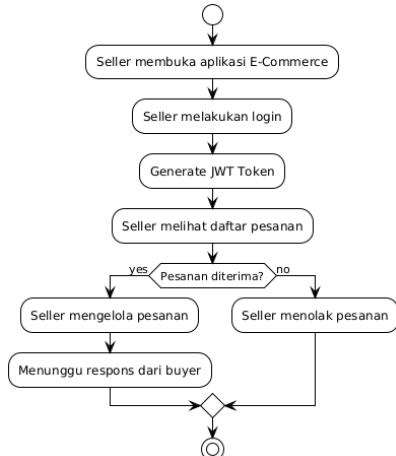 Seller membuka aplikasi E-Commerce
Seller melakukan login
Generate JWT Token
Seller melihat daftar pesanan
Pesanan diterima?
yes
no
Seller mengelola pesanan
Seller menolak pesanan
Menunggu respons dari buyer